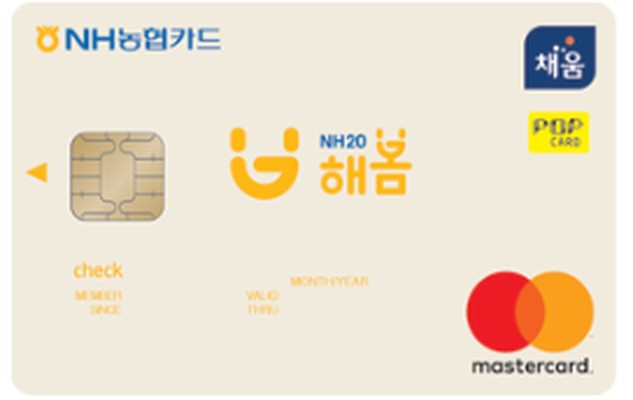 NH농협카드
채움
POP
CARD
NH20
해봄
check
MONTH/YEAR
MEMBER
SINCE
VALID
THRU
mastercard.